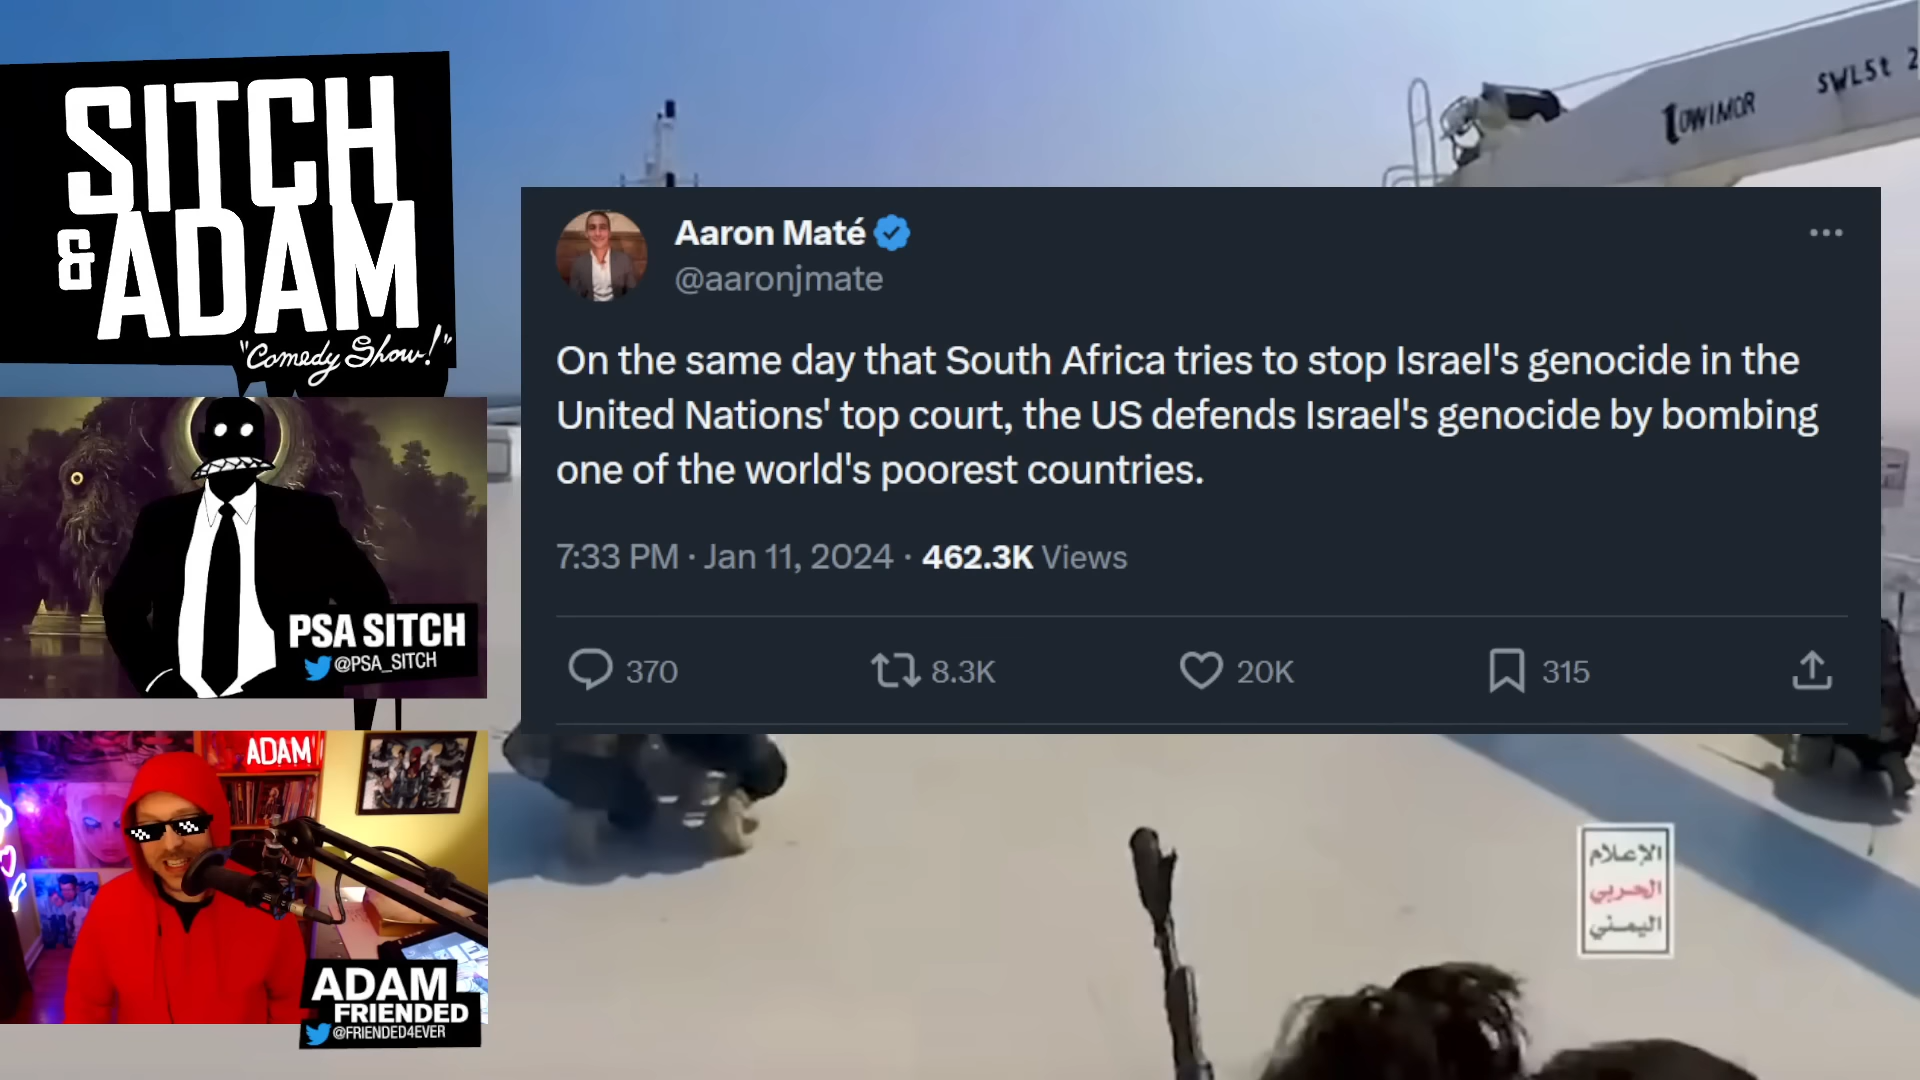 SITCH
& ADAM
"Comedy Show!"
PSA SITCH
@PSA_SITCH
ADAM
ADAM
FRIENDED
@FRIENDED4EVER
SWL5t 2
Aaron Maté
@aaronjmate
On the same day that South Africa tries to stop Israel's genocide in the
United Nations' top court, the US defends Israel's genocide by bombing
one of the world's poorest countries.
7:33 PM · Jan 11, 2024 · 462.3K Views
370
8.3K
20K
315
الإعلام
الحربي
اليمني